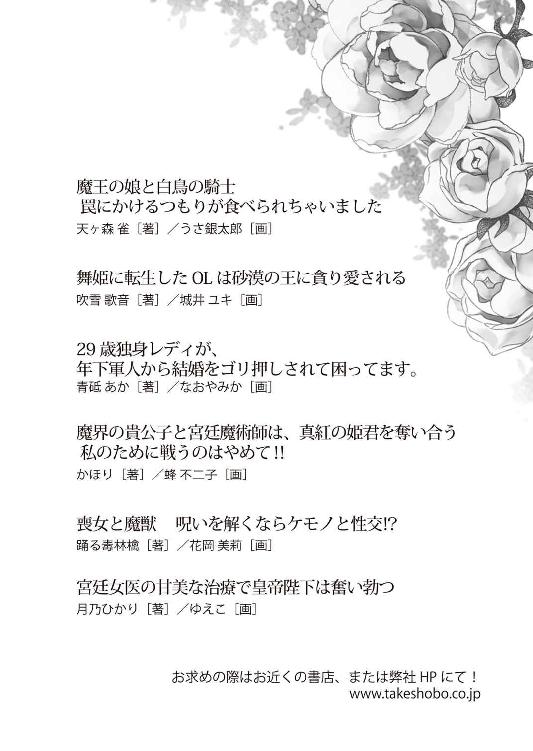 魔王の娘と白鳥の騎士
罠にかけるつもりが食べられちゃいました
天ヶ森 雀［著］／うさ銀太郎［画］
舞姫に転生した OL は砂漠の王に貪り愛される
吹雪 歌音［著］／城井 ユキ［画］
29 歳独身レディが、
年下軍人から結婚をゴリ押しされて困ってます。
青砥 あか［著］／なおやみか［画］
魔界の貴公子と宮廷魔術師は、真紅の姫君を奪い合う
私のために戦うのはやめて!!
かほり［著］／蜂 不二子［画］
喪女と魔獣　呪いを解くならケモノと性交!?
踊る毒林檎［著］／花岡 美莉［画］
宮廷女医の甘美な治療で皇帝陛下は奮い勃つ
月乃ひかり［著］／ゆえこ［画］
お求めの際はお近くの書店、または弊社 HP にて！
www.takeshobo.co.jp